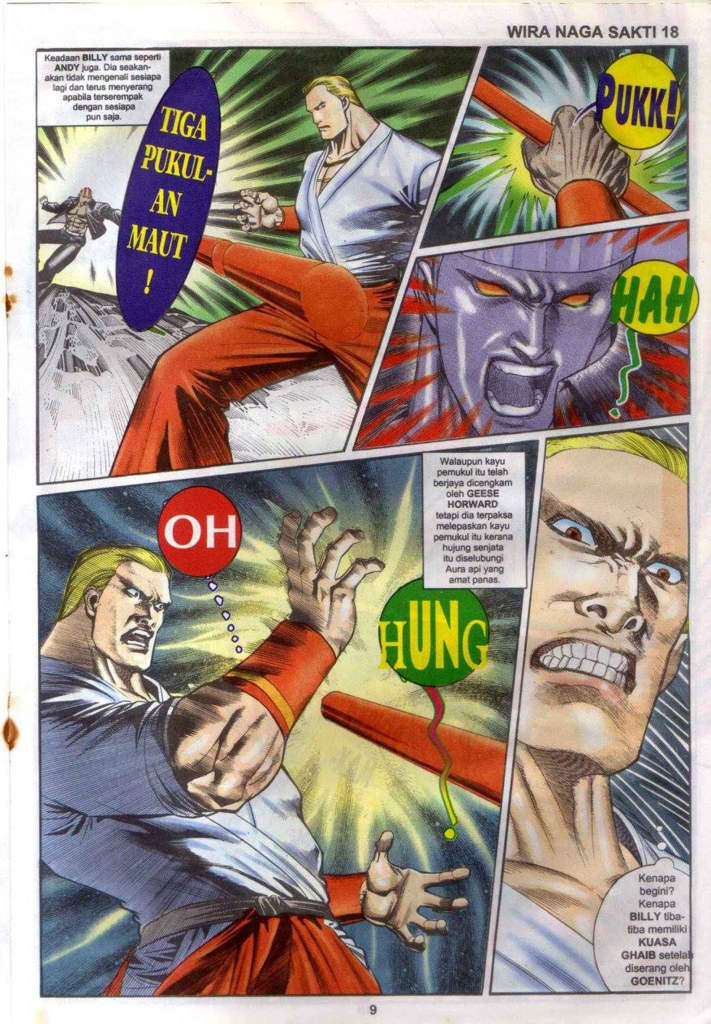 WIRA NAGA SAKTI 18
Keadaan BILLY sama seperti
ANDY juga. Dia seakan-
akan tidak mengenali sesiapa
lagi dan terus menyerang
apabila terserempak
dengan sesiapa
pun saja.
TIGA
PUKUL-
AN
MAUT
!
PUKK!
HAH
Walaupun kayu
pemukul itu telah
berjaya dicengkam
oleh GEESE
HORWARD
tetapi dia terpaksa
melepaskan kayu
pemukul itu kerana
hujung senjata
itu diselubungi
Aura api yang
amat panas.
OH
HUNG
Kenapa
begini?
Kenapa
BILLY tiba-
tiba memiliki
KUASA
GHAIB setelah
diserang oleh
GOENITZ?
9